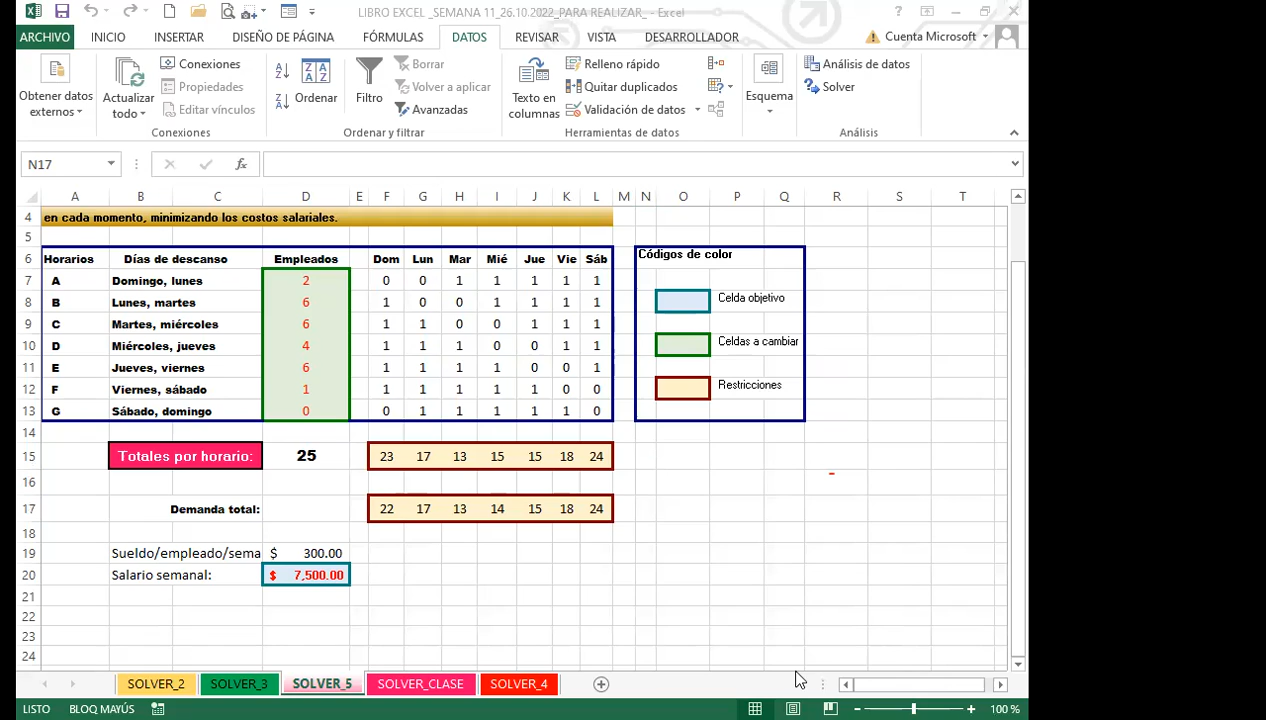 LIBRO EXCEL _SEMANA 11_26.10.2022_PARA REALIZAR_ - Excel
ARCHIVO INICIO INSERTAR DISEÑO DE PÁGINA FÓRMULAS DATOS REVISAR VISTA DESARROLLADOR Cuenta Microsoft
Obtener datos externos
Actualizar todo
Conexiones
Propiedades
Editar vínculos
Conexiones
Ordenar
Filtro
Borrar
Volver a aplicar
Avanzadas
Ordenar y filtrar
Texto en columnas
Relleno rápido
Quitar duplicados
Validación de datos
Herramientas de datos
Esquema
Análisis de datos
Solver
Análisis
N17 fx
A B C D E F G H I J K L M N O P Q R S T
4 en cada momento, minimizando los costos salariales.
5
6 Horarios Días de descanso Empleados Dom Lun Mar Mié Jue Vie Sáb Códigos de color
7 A Domingo, lunes 2 0 0 1 1 1 1 1
8 B Lunes, martes 6 1 0 0 1 1 1 1 Celda objetivo
9 C Martes, miércoles 6 1 1 0 0 1 1 1
10 D Miércoles, jueves 4 1 1 1 0 0 1 1 Celdas a cambiar
11 E Jueves, viernes 6 1 1 1 1 0 0 1
12 F Viernes, sábado 1 1 1 1 1 1 0 0 Restricciones
13 G Sábado, domingo 0 0 1 1 1 1 1 0
14
15 Totales por horario: 25 23 17 13 15 15 18 24
16
17 Demanda total: 22 17 13 14 15 18 24
18
19 Sueldo/empleado/sema $ 300.00
20 Salario semanal: $ 7,500.00
21
22
23
24
SOLVER_2 SOLVER_3 SOLVER_5 SOLVER_CLASE SOLVER_4
LISTO BLOQ MAYÚS 100 %